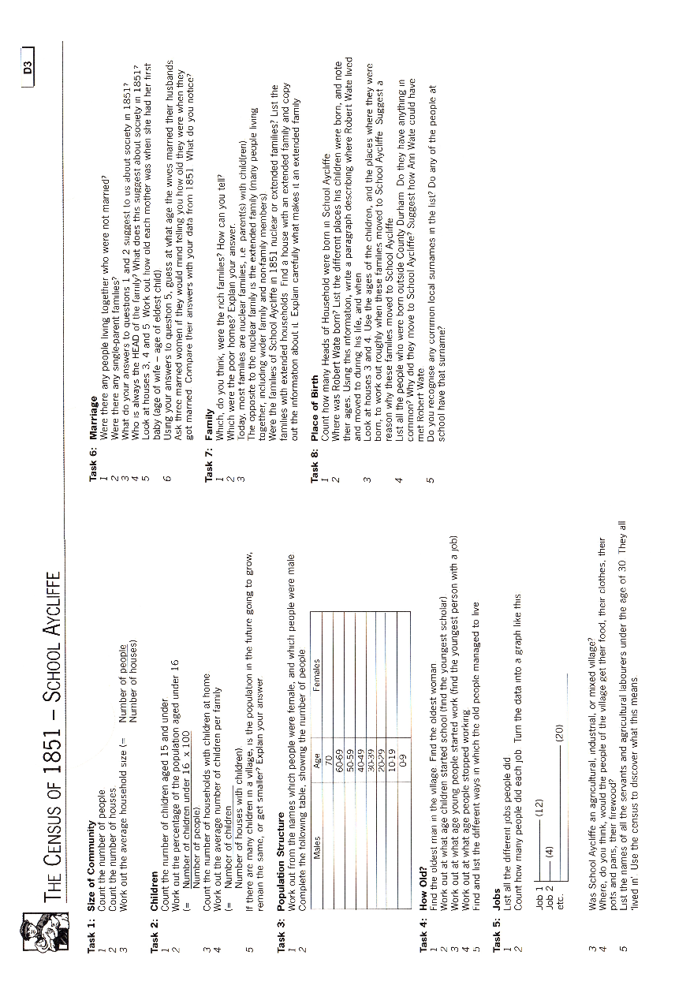 D3
THE CENSUS OF 1851 – SCHOOL AYCLIFFE
Task 1: Size of Community
1 Count the number of people
2 Count the number of houses
3 Work out the average household size (= Number of people
Number of houses)
Task 2: Children
1 Count the number of children aged 15 and under
2 Work out the percentage of the population aged under 16
(= Number of children under 16 x 100
Number of people)
3 Count the number of households with children at home
4 Work out the average number of children per family
(= Number of children
Number of houses with children)
5 If there are many children in a village, is the population in the future going to grow,
remain the same, or get smaller? Explain your answer
Task 3: Population Structure
1 Work out from the names which people were female, and which people were male
2 Complete the following table, showing the number of people
Males Age Females
70
60-69
50-59
40-49
30-39
20-29
10-19
0-9
Task 4: How Old?
1 Find the oldest man in the village Find the oldest woman
2 Work out at what age children started school (find the youngest scholar)
3 Work out at what age young people started work (find the youngest person with a job)
4 Work out at what age people stopped working
5 Find and list the different ways in which the old people managed to live
Task 5: Jobs
1 List all the different jobs people did
2 Count how many people did each job Turn the data into a graph like this
Job 1 (12)
Job 2 (4)
etc. (20)
3 Was School Aycliffe an agricultural, industrial, or mixed village?
4 Where, do you think, would the people of the village get their food, their clothes, their
pots and pans, their firewood?
5 List the names of all the servants and agricultural labourers under the age of 30 They all
'lived in'. Use the census to discover what this means
Task 6: Marriage
1 Were there any people living together who were not married?
2 Were there any single-parent families?
3 What do your answers to questions 1 and 2 suggest to us about society in 1851?
4 Who is always the HEAD of the family? What does this suggest about society in 1851?
5 Look at houses 3, 4 and 5 Work out how old each mother was when she had her first
baby (age of wife – age of eldest child)
6 Using your answers to question 5, guess at what age the wives married their husbands
Ask three married women if they would mind telling you how old they were when they
got married. Compare their answers with your data from 1851 What do you notice?
Task 7: Family
1 Which, do you think, were the rich families? How can you tell?
2 Which were the poor homes? Explain your answer.
3 Today, most families are nuclear families, i.e parent(s) with child(ren)
The opposite to the nuclear family is the extended family (many people living
together, including wider family and non-family members)
Were the families of School Aycliffe in 1851 nuclear or extended families? List the
families with extended households Find a house with an extended family and copy
out the information about it Explain carefully what makes it an extended family
Task 8: Place of Birth
1 Count how many Heads of Household were born in School Aycliffe
2 Where was Robert Wate born? List the different places his children were born, and note
their ages. Using this information, write a paragraph describing where Robert Wate lived
and moved to during his life, and when
3 Look at houses 3 and 4. Use the ages of the children, and the places where they were
born, to work out roughly when these families moved to School Aycliffe Suggest a
reason why these families moved to School Aycliffe
4 List all the people who were born outside County Durham Do they have anything in
common? Why did they move to School Aycliffe? Suggest how Ann Wate could have
met Robert Wate
5 Do you recognise any common local surnames in the list? Do any of the people at
school have that surname?